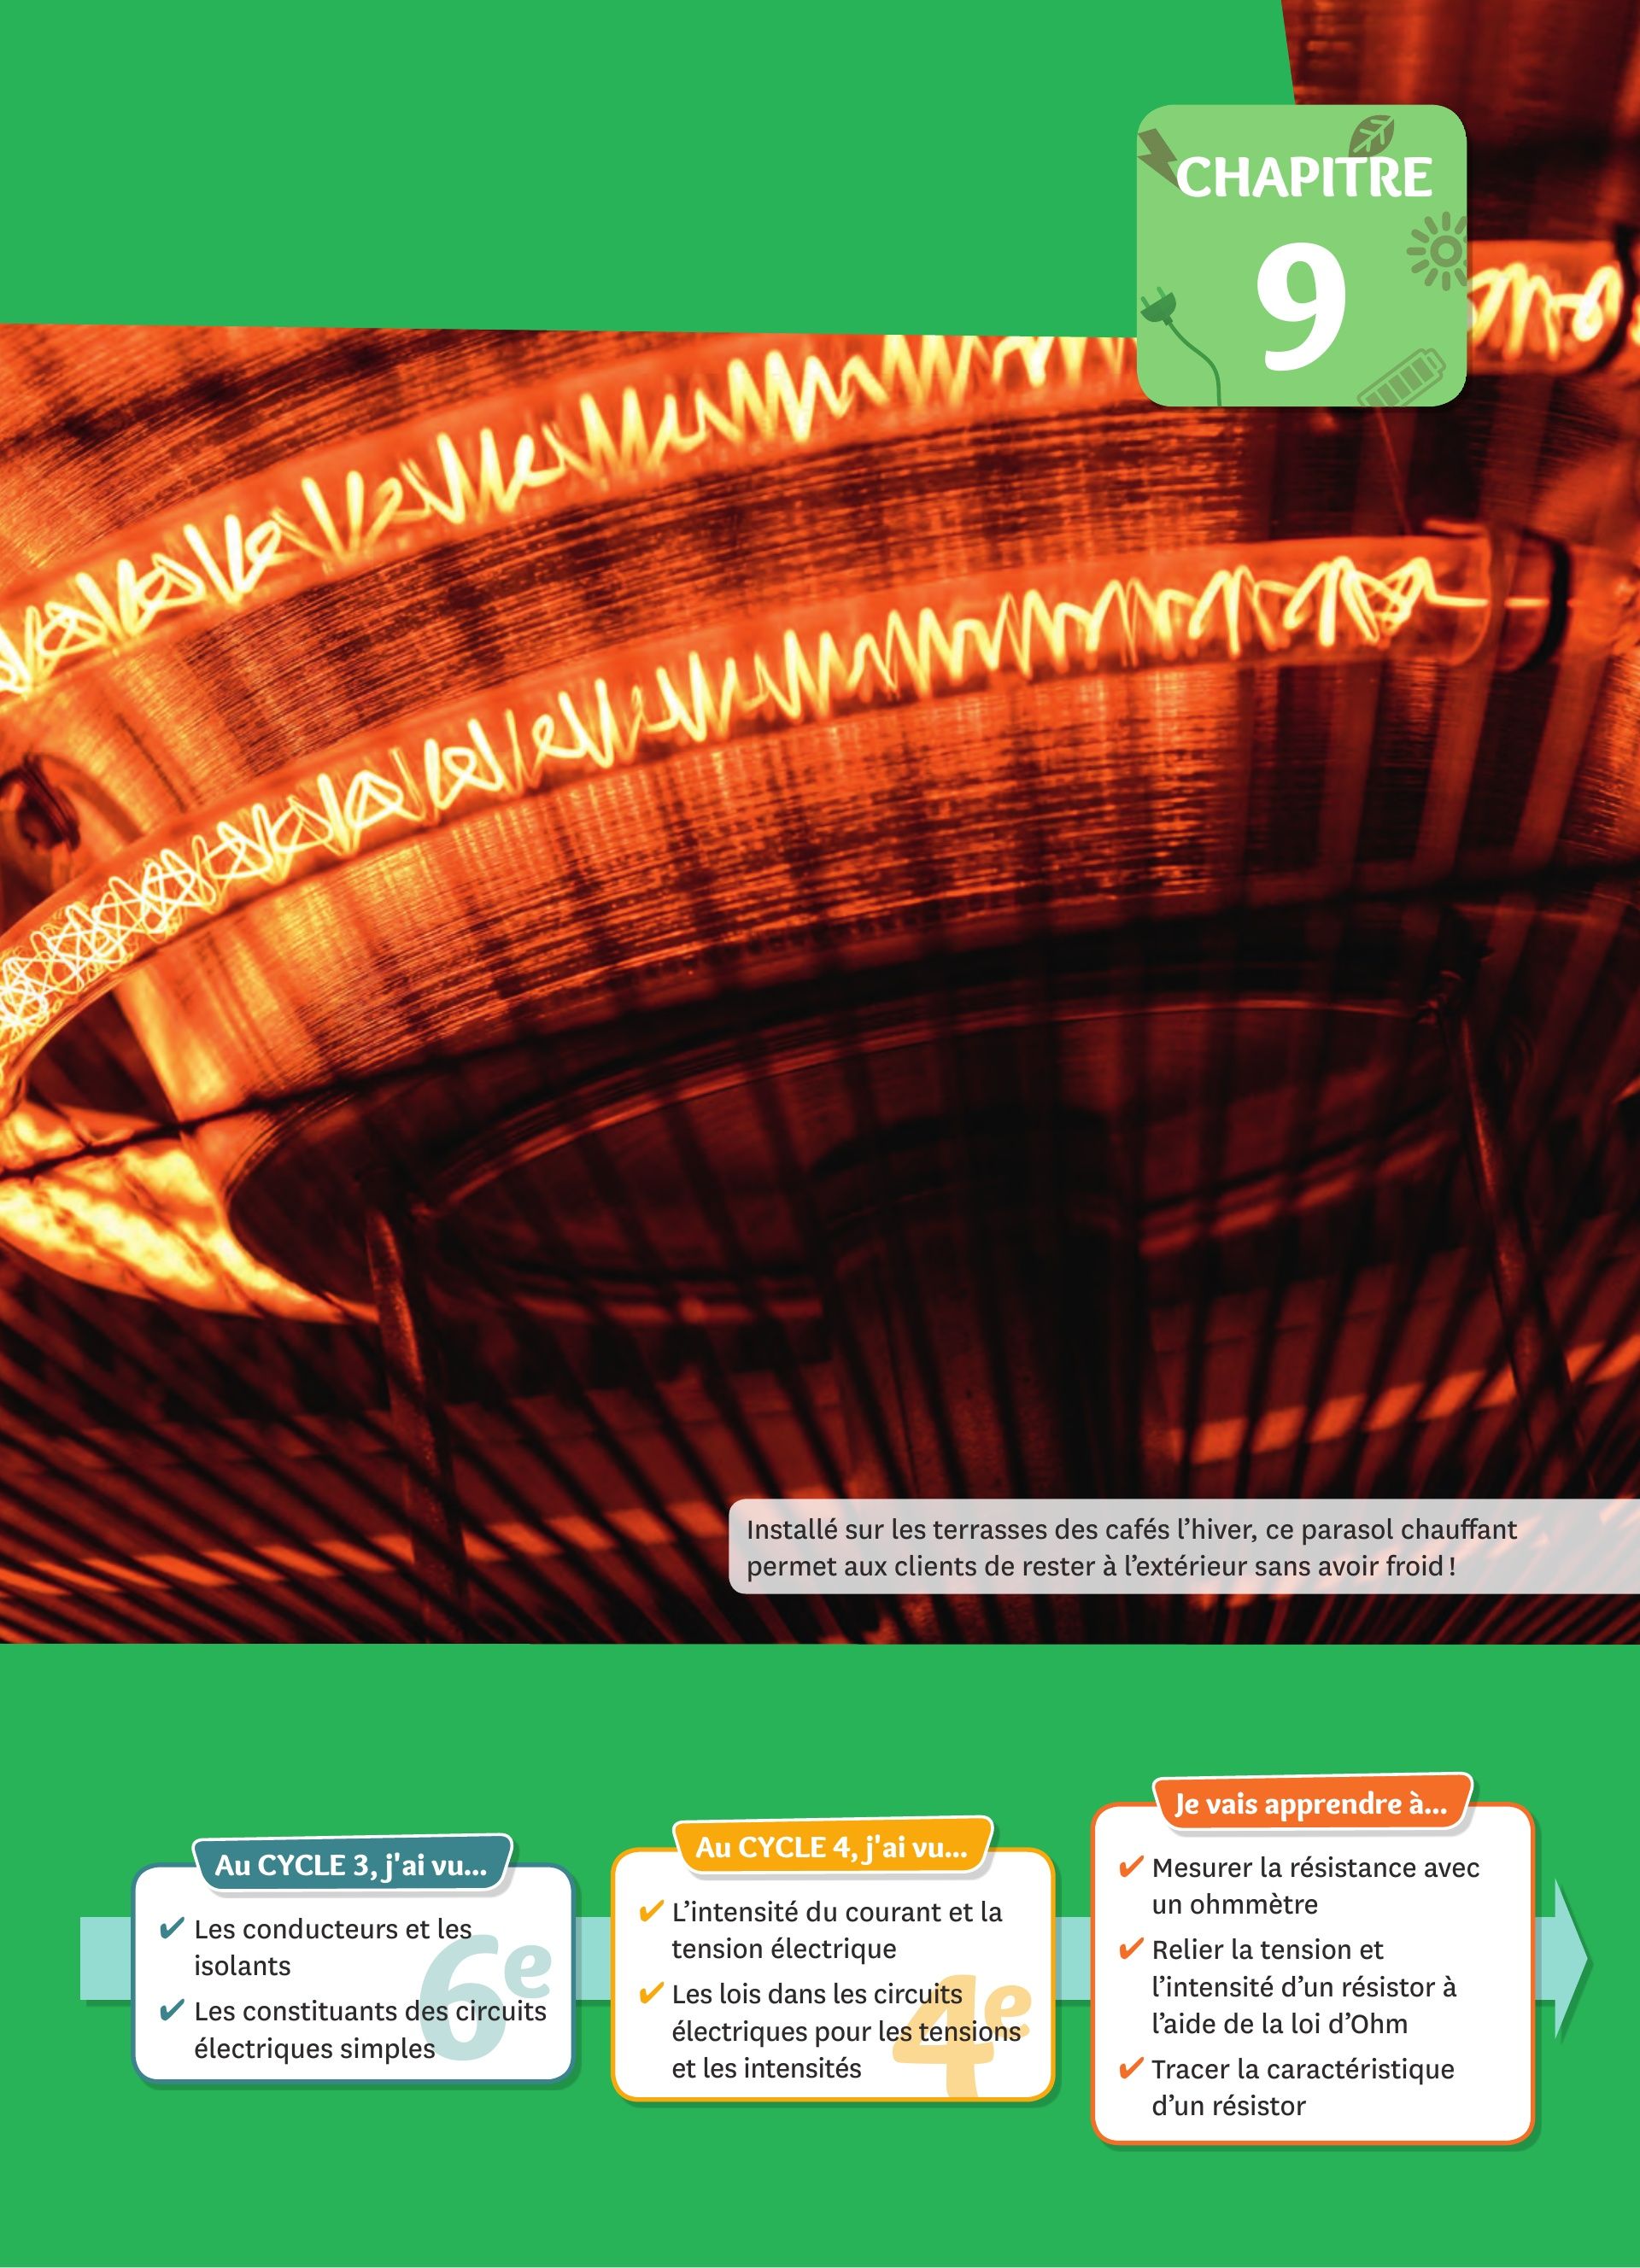 CHAPITRE
9
Installé sur les terrasses des cafés l’hiver, ce parasol chauffant
permet aux clients de rester à l’extérieur sans avoir froid !
Au CYCLE 3, j'ai vu...
✔ Les conducteurs et les
isolants
✔ Les constituants des circuits
électriques simples
6e
Au CYCLE 4, j'ai vu...
✔ L’intensité du courant et la
tension électrique
✔ Les lois dans les circuits
électriques pour les tensions
et les intensités
4e
Je vais apprendre à...
✔ Mesurer la résistance avec
un ohmmètre
✔ Relier la tension et
l’intensité d’un résistor à
l’aide de la loi d’Ohm
✔ Tracer la caractéristique
d’un résistor